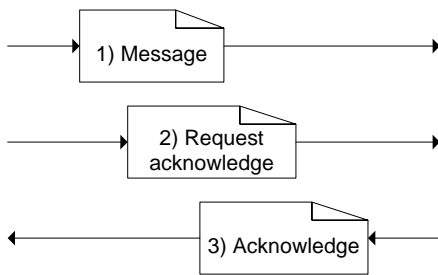 1) Message
2) Request
acknowledge
3) Acknowledge